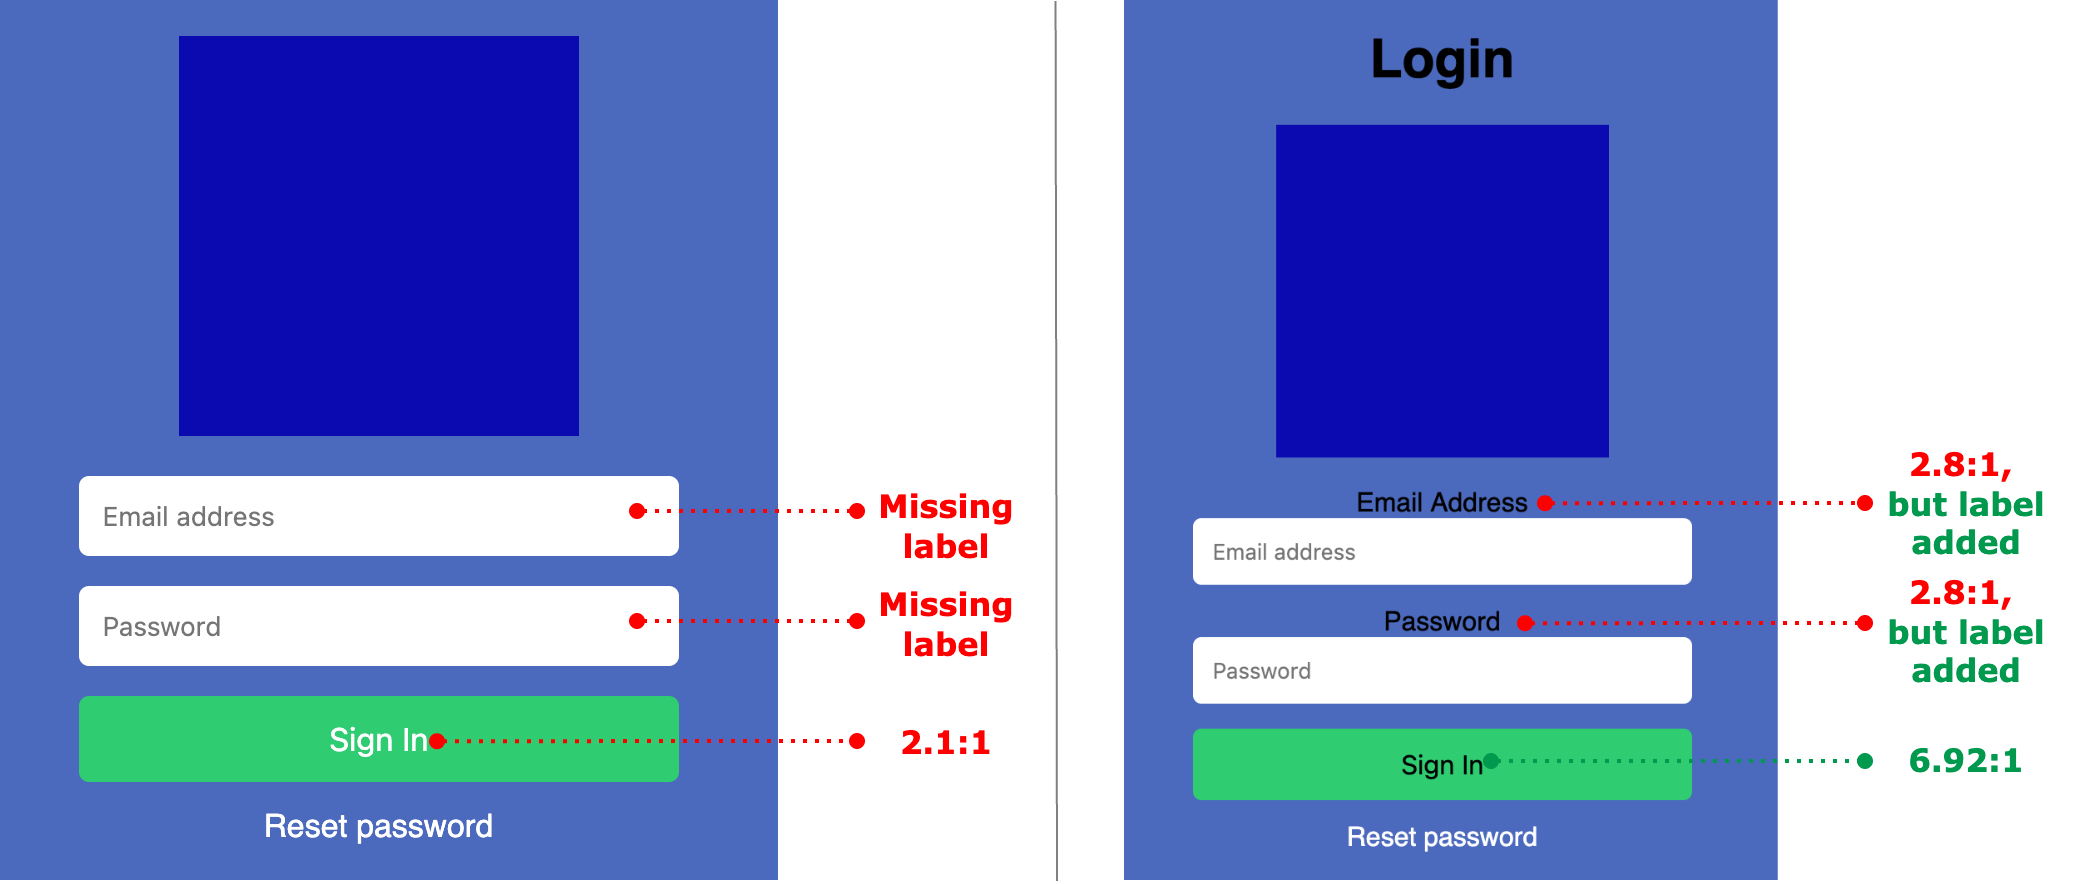 Email address
Missing
label
Password
Missing
label
Sign In
2.1:1
Reset password
Login
Email Address
2.8:1,
but label
added
Email address
Password
2.8:1,
but label
added
Password
Sign In
6.92:1
Reset password